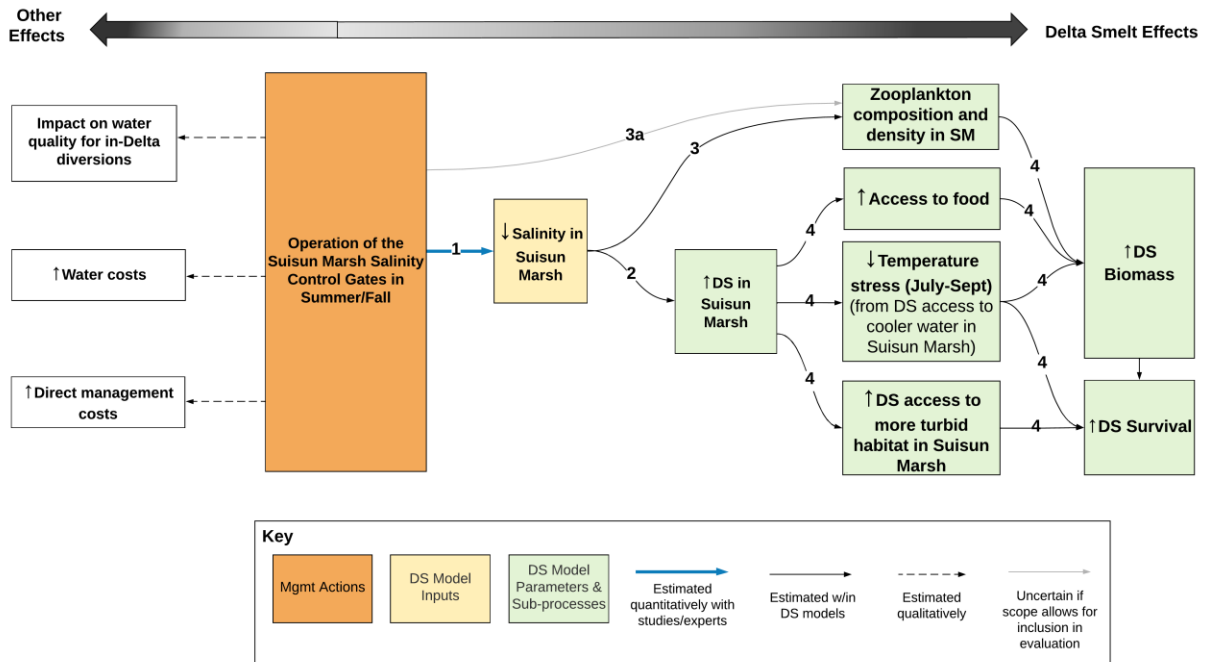 Other
Effects
Delta Smelt Effects
Impact on water
quality for in-Delta
diversions
↑Water costs
↑Direct management
costs
Operation of the
Suisun Marsh Salinity
Control Gates in
Summer/Fall
1
↓Salinity in
Suisun
Marsh
3a
3
2
↑DS in
Suisun
Marsh
4
4
4
Zooplankton
composition and
density in SM
↑Access to food
↓Temperature
stress (July-Sept)
(from DS access to
cooler water in
Suisun Marsh)
↑DS access to
more turbid
habitat in Suisun
Marsh
4
4
4
4
4
↑DS
Biomass
↑DS Survival
Key
Mgmt Actions
DS Model
Inputs
DS Model
Parameters &
Sub-processes
Estimated
quantitatively with
studies/experts
Estimated w/in
DS models
Estimated
qualitatively
Uncertain if
scope allows for
inclusion in
evaluation